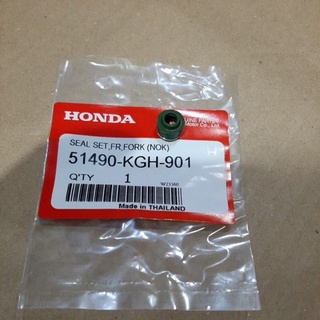 HONDA
SEAL SET,FR,FORK (NOK)
51490-KGH-901
Q'TY 1
Made in THAILAND